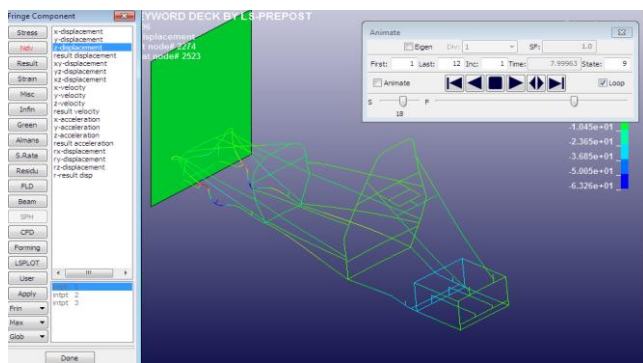 Fringe Component
Stress
Ndv
Result
Strain
Misc
Infin
Green
Almans
S.Rate
Residu
FLD
Beam
SPH
CFD
Forming
LSPLOT
User
Apply
Frin
Max
Glob
x-displacement
y-displacement
z-displacement
result displacement
xy-displacement
yz-displacement
xz-displacement
x-velocity
y-velocity
z-velocity
result velocity
x-acceleration
y-acceleration
z-acceleration
result acceleration
rx-displacement
ry-displacement
rz-displacement
r-result disp
intpt 1
intpt 2
intpt 3
Done
EYWORD DECK BY LS-PREPOST
splacement
at node# 2274
at node# 2523
Animate
Eigen Div: 1 SF: 1.0
First: 1 Last: 12 Inc: 1 Time: 7.99963 State: 9
Animate Loop
S F
18
-1.045e+01
-2.365e+01
-3.685e+01
-5.005e+01
-6.326e+01